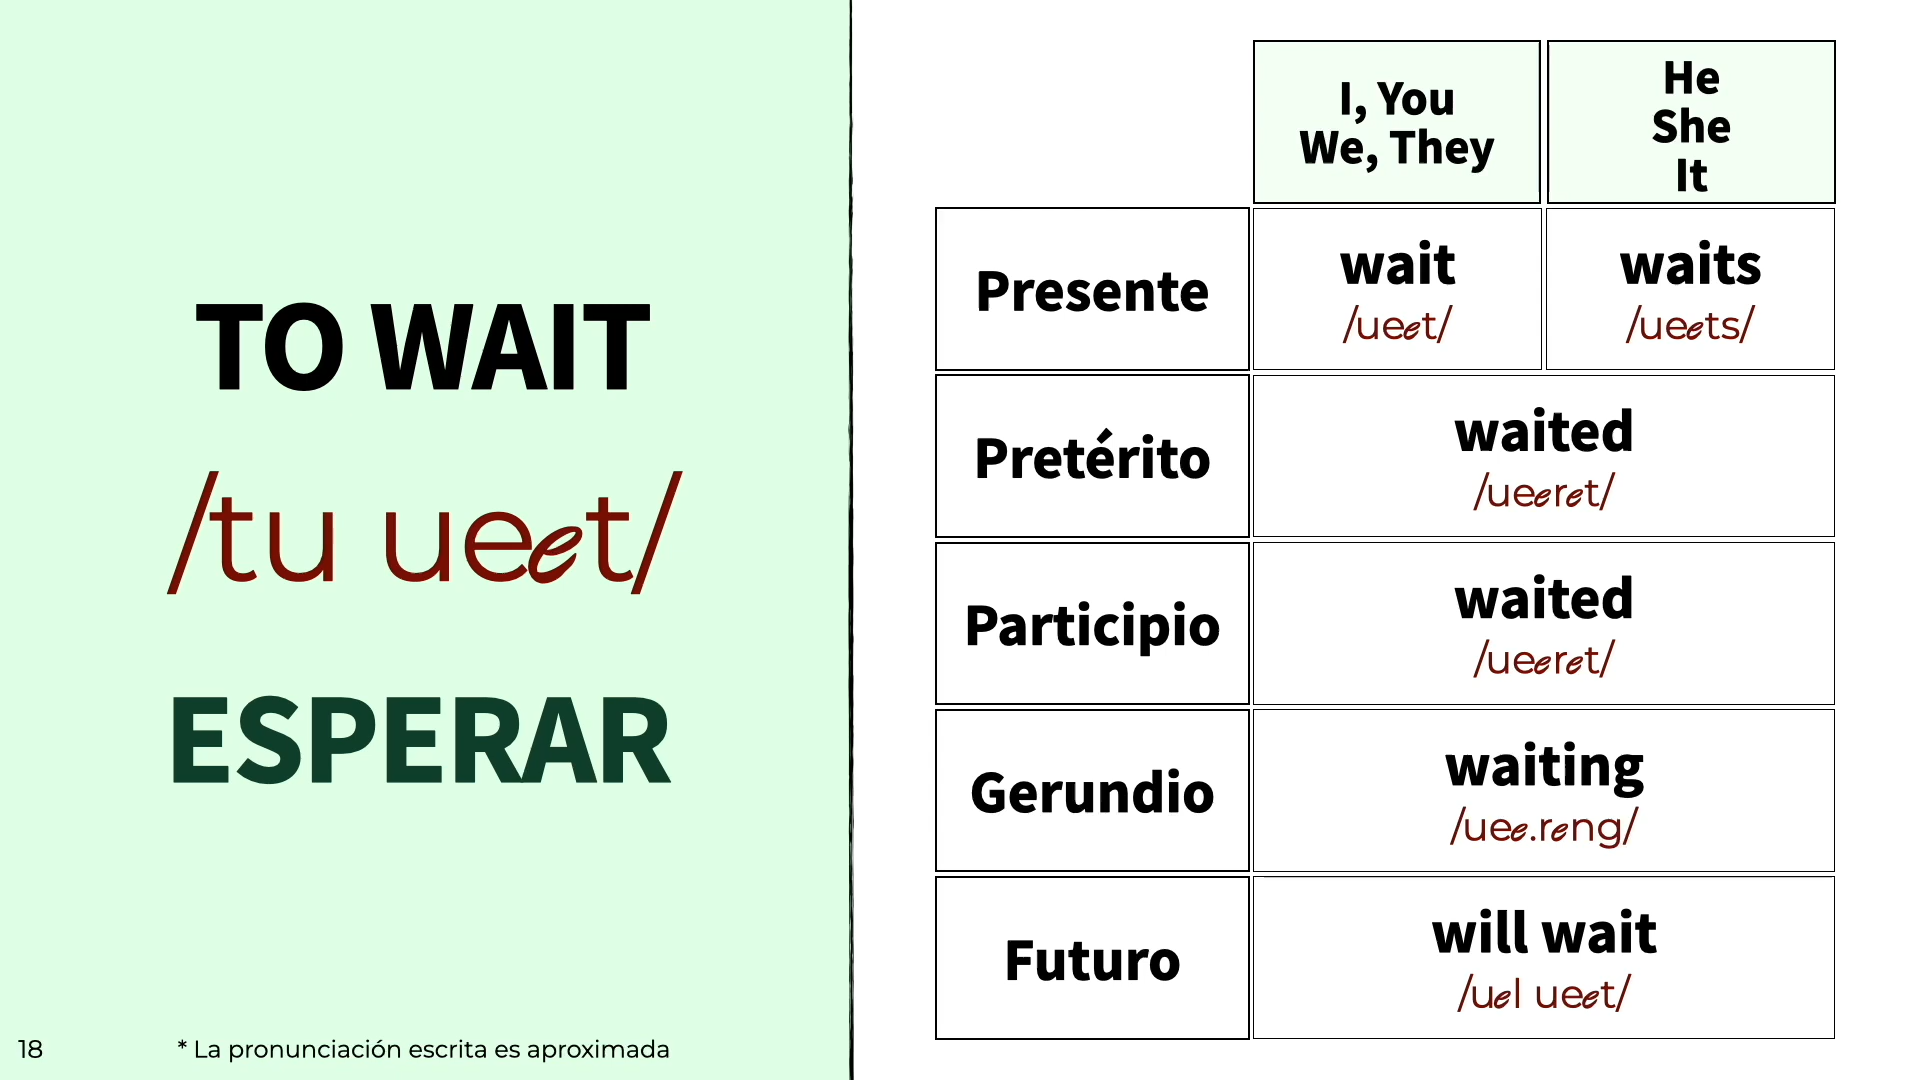 TO WAIT
/tu ueet/
ESPERAR
18
* La pronunciación escrita es aproximada
I, You
We, They
He
She
It
Presente
wait
/ueet/
waits
/ueets/
Pretérito
waited
/ueeret/
Participio
waited
/ueeret/
Gerundio
waiting
/uee.reng/
Futuro
will wait
/uel ueet/